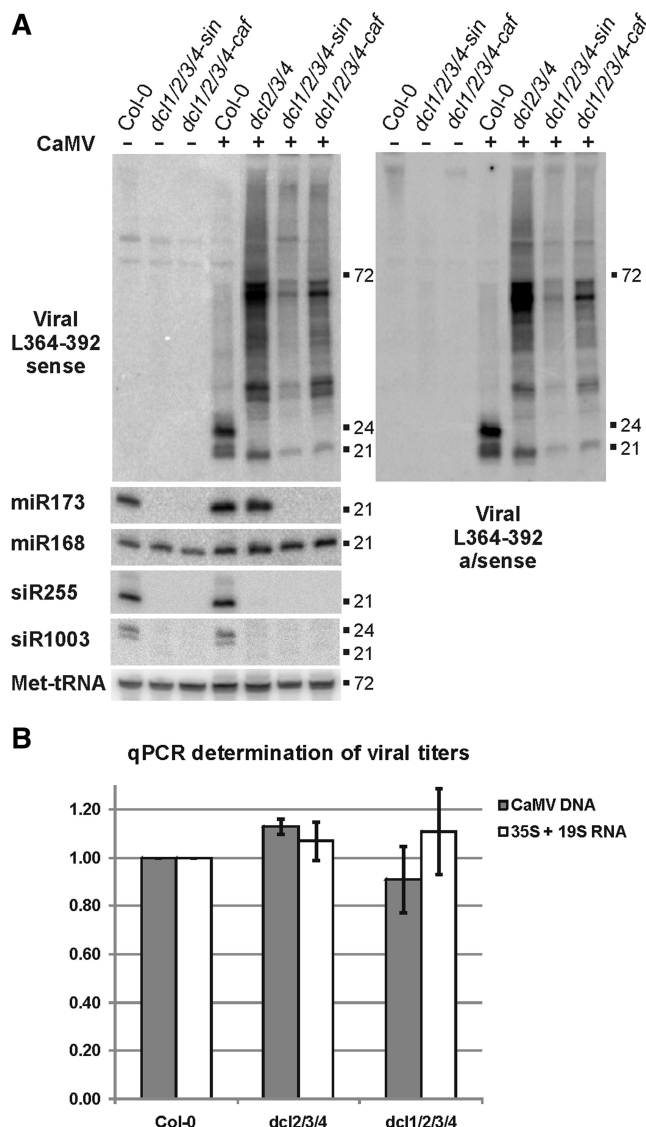 A
Col-0 dcl1/2/3/4-sin dcl1/2/3/4-caf Col-0 dcl2/3/4 dcl1/2/3/4-sin dcl1/2/3/4-caf
Col-0 dcl1/2/3/4-sin dcl1/2/3/4-caf Col-0 dcl2/3/4 dcl1/2/3/4-sin dcl1/2/3/4-caf
CaMV – – – + + + + – – – + + + +
Viral
L364-392
sense
72
24
21
72
24
21
Viral
L364-392
a/sense
miR173 21
miR168 21
siR255 21
siR1003 24
21
Met-tRNA 72
B
qPCR determination of viral titers
1.20
1.00
0.80
0.60
0.40
0.20
0.00
CaMV DNA
35S + 19S RNA
Col-0 dcl2/3/4 dcl1/2/3/4